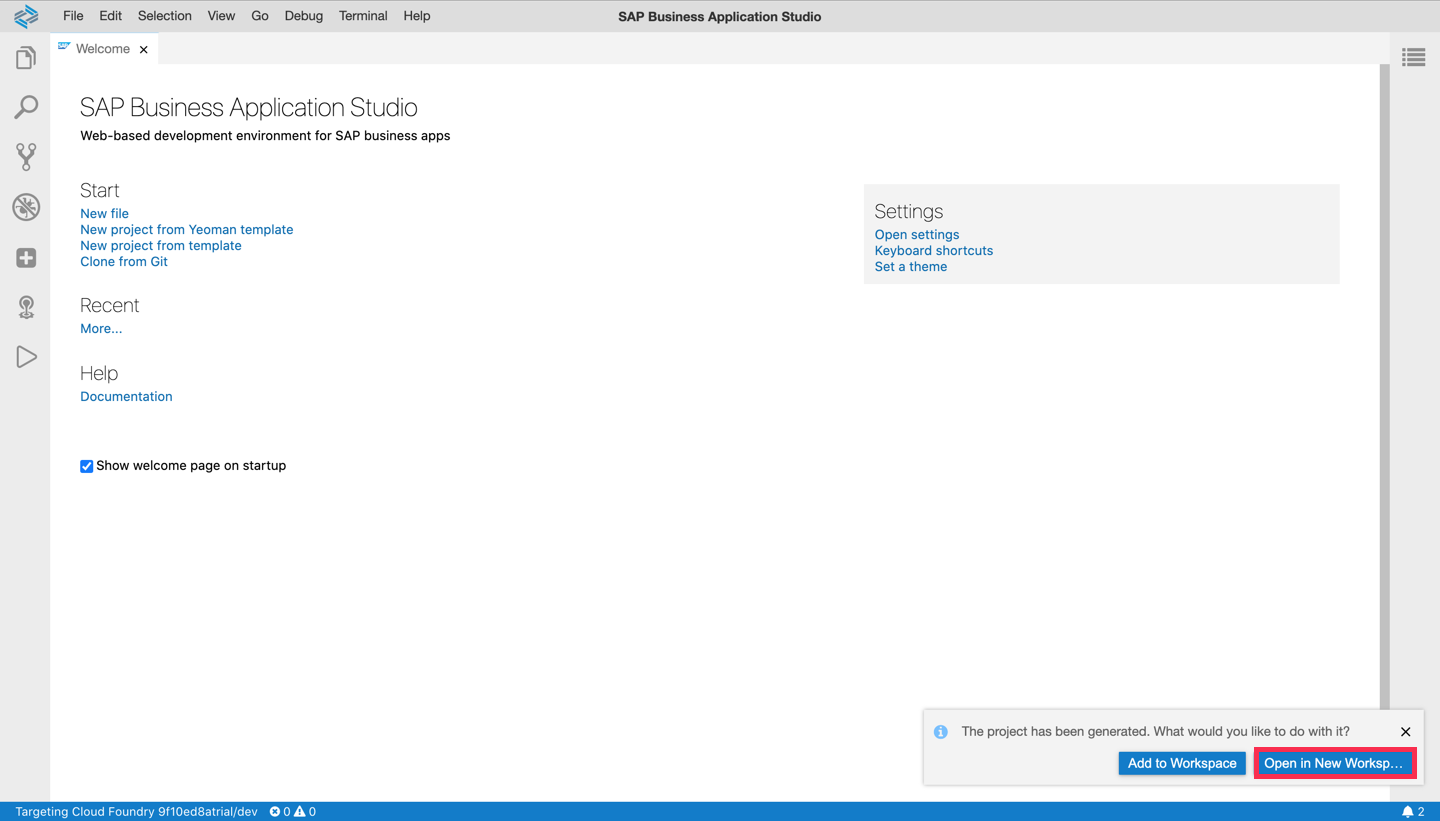 File Edit Selection View Go Debug Terminal Help SAP Business Application Studio
SAP Welcome
SAP Business Application Studio
Web-based development environment for SAP business apps
Start
New file
New project from Yeoman template
New project from template
Clone from Git
Recent
More...
Help
Documentation
Show welcome page on startup
Settings
Open settings
Keyboard shortcuts
Set a theme
The project has been generated. What would you like to do with it?
Add to Workspace Open in New Worksp...
Targeting Cloud Foundry 9f10ed8atrial/dev 0 0 2